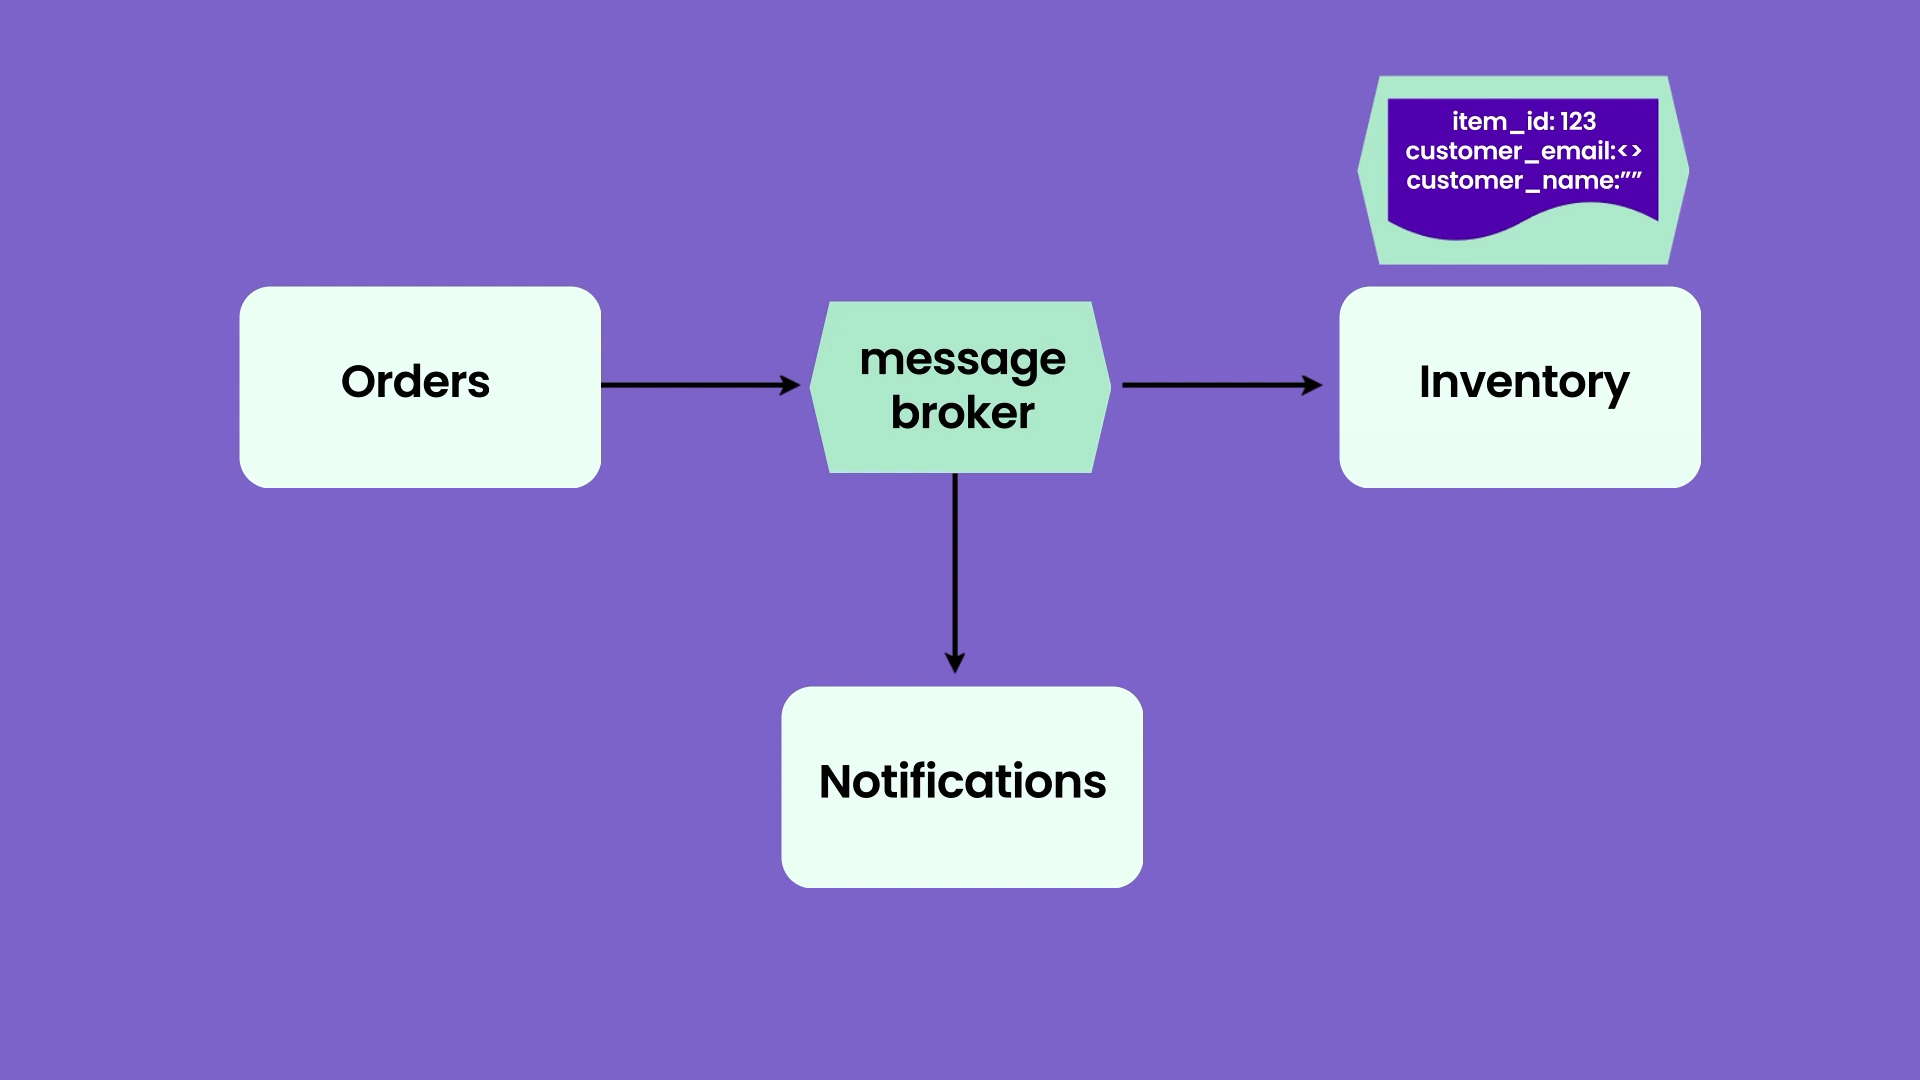 item_id: 123
customer_email:<>
customer_name:””
Orders
message
broker
Inventory
Notifications